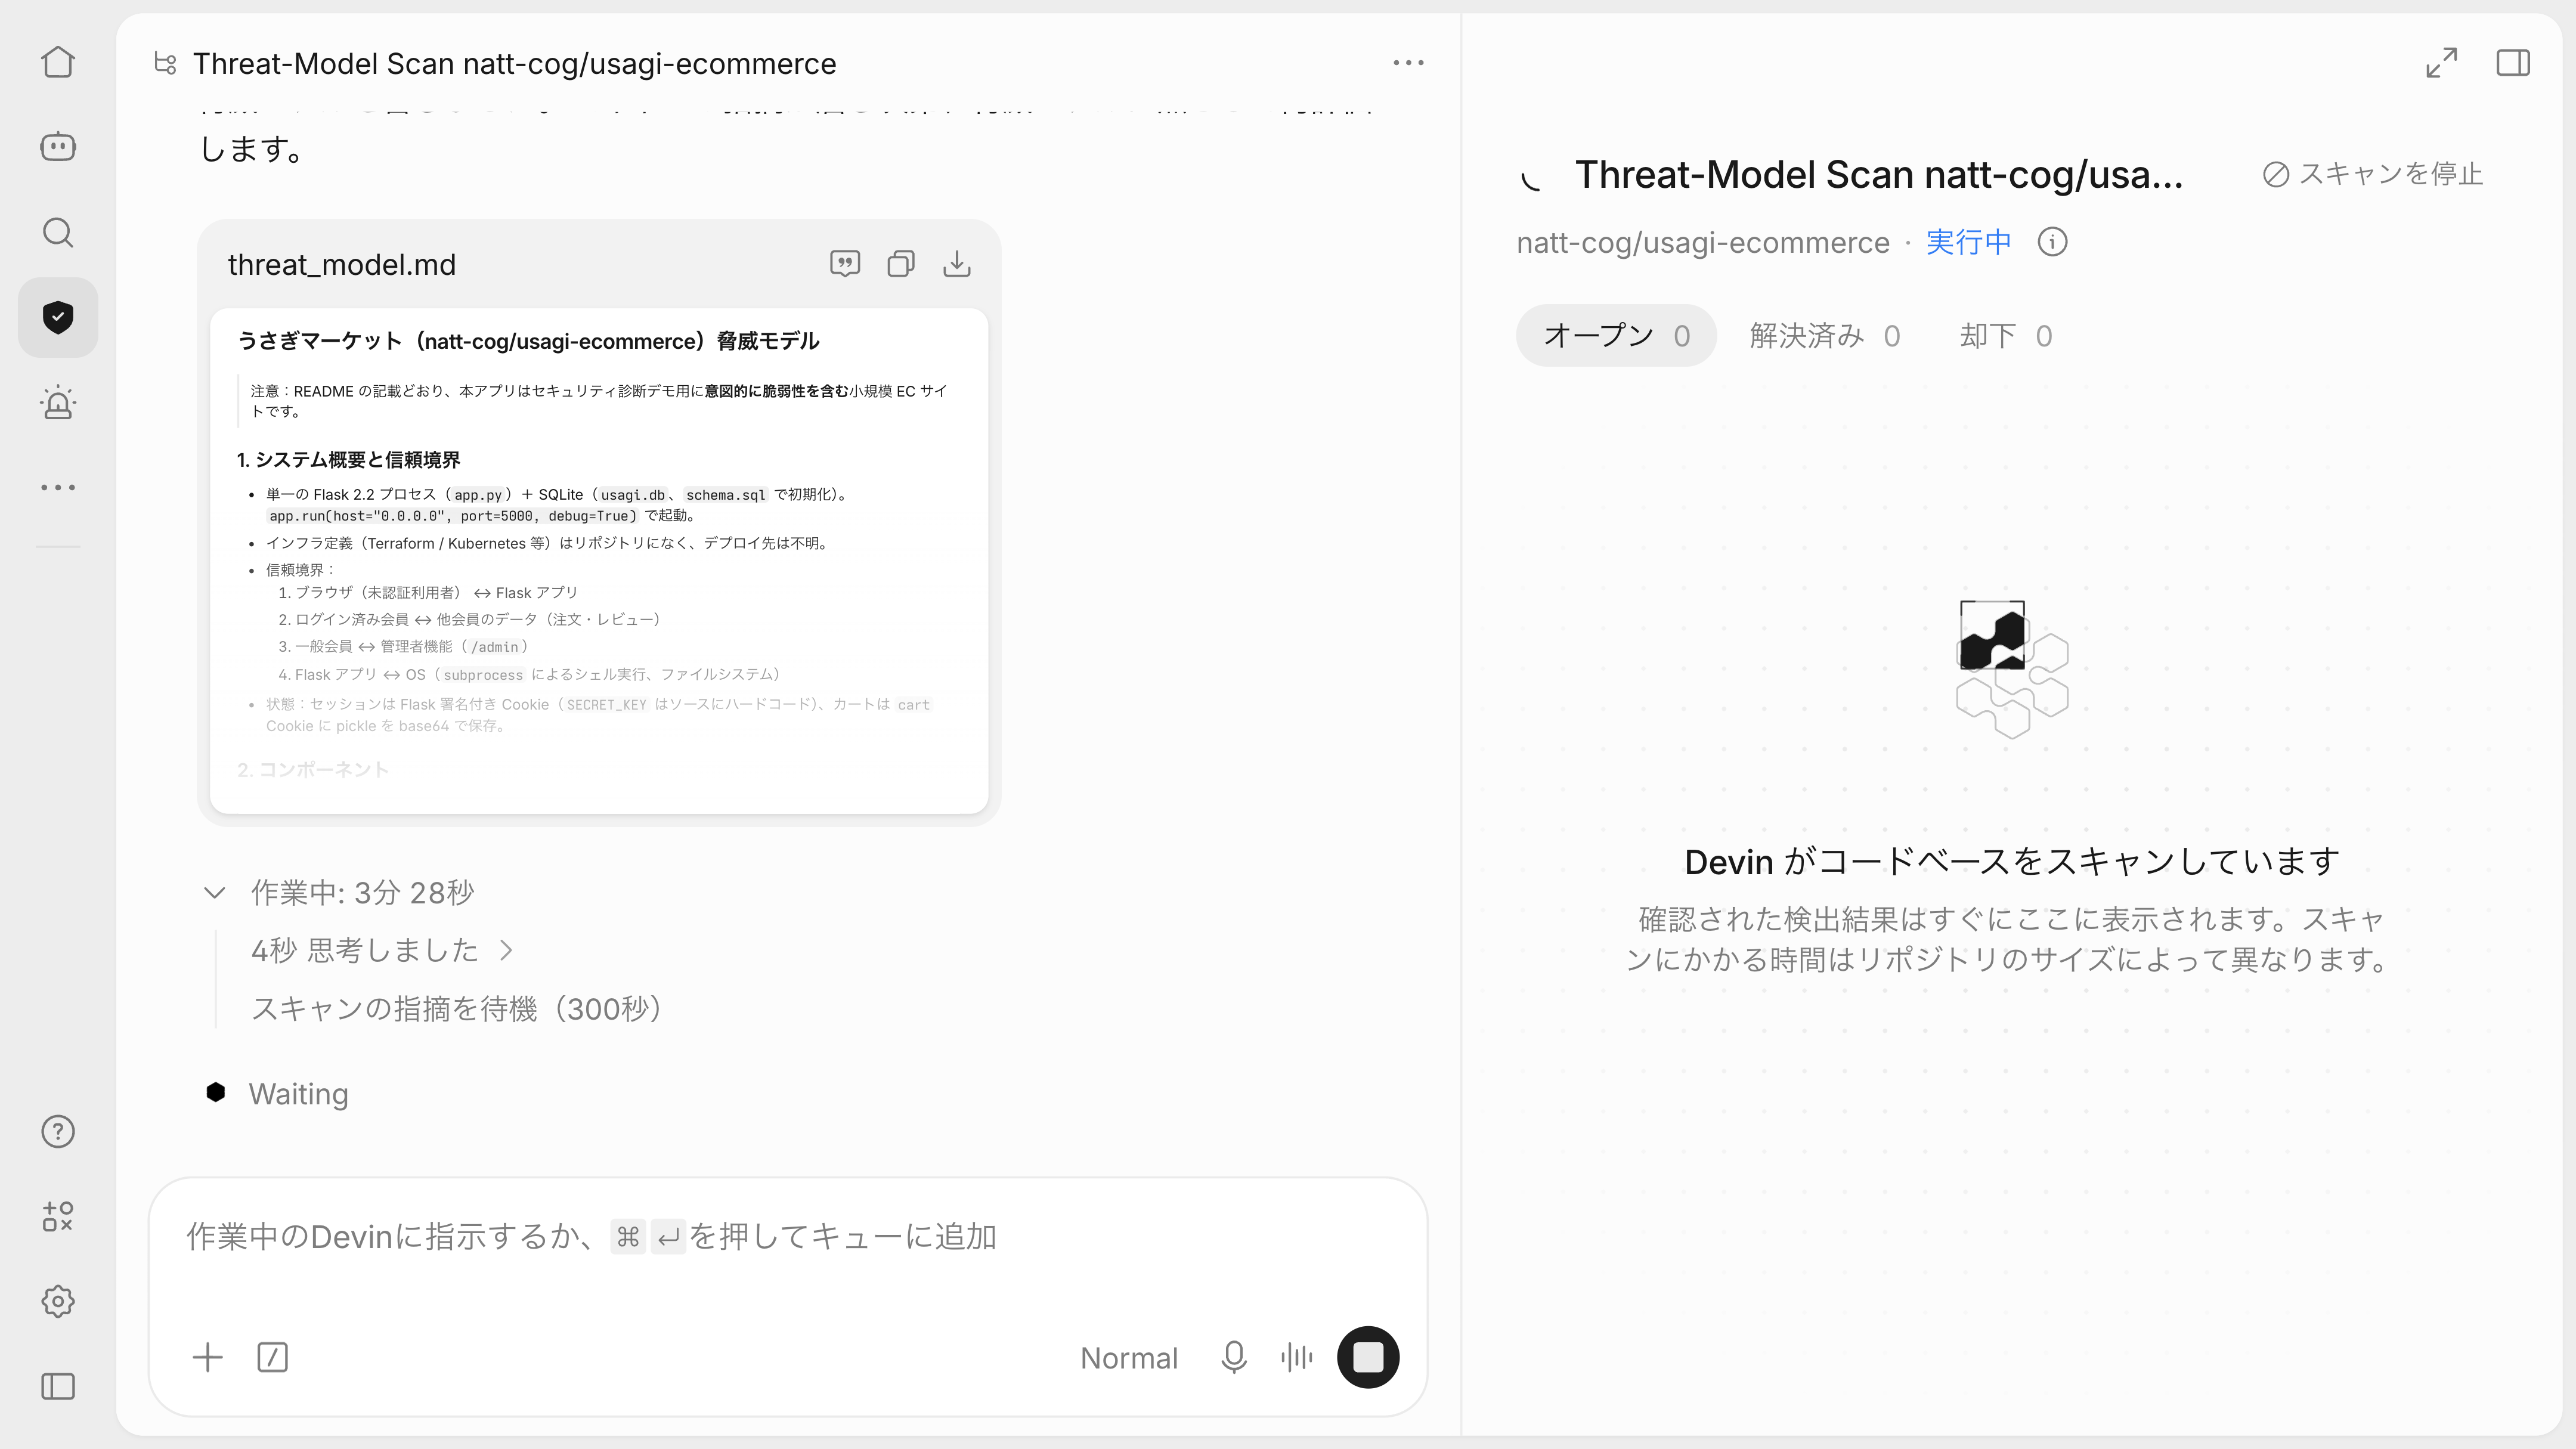 Threat-Model Scan natt-cog/usagi-ecommerce
します。
threat_model.md
うさぎマーケット（natt-cog/usagi-ecommerce）脅威モデル
注意：README の記載どおり、本アプリはセキュリティ診断デモ用に意図的に脆弱性を含む小規模 EC サイ
トです。
1. システム概要と信頼境界
• 単一の Flask 2.2 プロセス（app.py）＋ SQLite（usagi.db、schema.sql で初期化）。
app.run(host="0.0.0.0", port=5000, debug=True) で起動。
• インフラ定義（Terraform / Kubernetes 等）はリポジトリになく、デプロイ先は不明。
• 信頼境界：
1. ブラウザ（未認証利用者） ↔ Flask アプリ
2. ログイン済み会員 ↔ 他会員のデータ（注文・レビュー）
3. 一般会員 ↔ 管理者機能（/admin）
4. Flask アプリ ↔ OS（subprocess によるシェル実行、ファイルシステム）
• 状態：セッションは Flask 署名付き Cookie（SECRET_KEY はソースにハードコード）、カートは cart
Cookie に pickle を base64 で保存。
2. コンポーネント
作業中: 3分 28秒
4秒 思考しました
スキャンの指摘を待機（300秒）
Waiting
作業中のDevinに指示するか、⌘ ↵ を押してキューに追加
Normal
Threat-Model Scan natt-cog/usa...
スキャンを停止
natt-cog/usagi-ecommerce · 実行中
オープン 0 解決済み 0 却下 0
Devin がコードベースをスキャンしています
確認された検出結果はすぐにここに表示されます。スキャ
ンにかかる時間はリポジトリのサイズによって異なります。